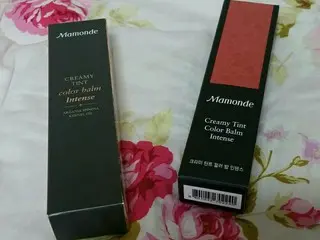 Mamonde
CREAMY
TINT
color balm
Intense
Mamonde
Creamy Tint
Color Balm
Intense
크리미 틴트 컬러 밤 인텐스